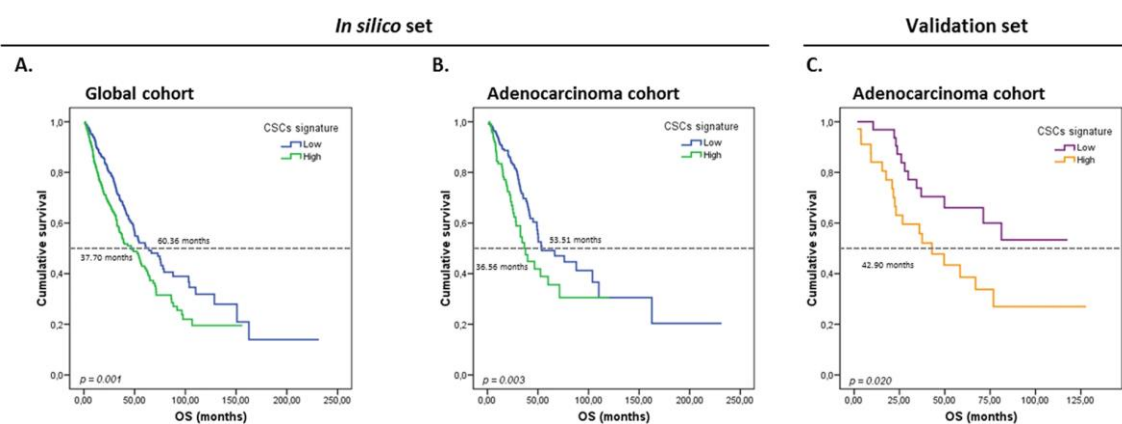 In silico set
Validation set
A.
Global cohort
CSCs signature
Low
High
1,0
0,8
0,6
0,4
0,2
0,0
Cumulative survival
60.36 months
37.70 months
p = 0.001
0,00 50,00 100,00 150,00 200,00 250,00
OS (months)
B.
Adenocarcinoma cohort
CSCs signature
Low
High
1,0
0,8
0,6
0,4
0,2
0,0
Cumulative survival
53.51 months
36.56 months
p = 0.003
0,00 50,00 100,00 150,00 200,00 250,00
OS (months)
C.
Adenocarcinoma cohort
CSCs signature
Low
High
1,0
0,8
0,6
0,4
0,2
0,0
Cumulative survival
42.90 months
p = 0.020
0,00 25,00 50,00 75,00 100,00 125,00
OS (months)